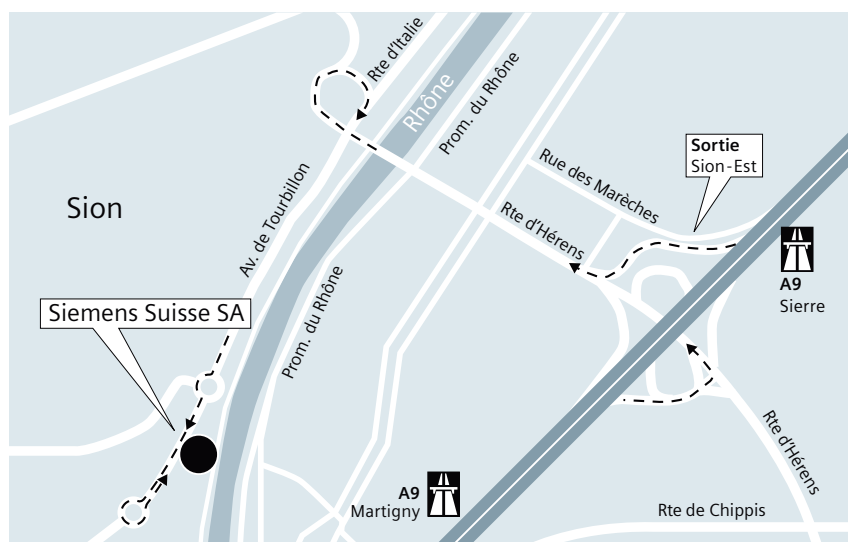 Rte d'Italie
Rhône
Prom. du Rhône
Sortie
Sion-Est
Rue des Marèches
Sion
Av. de Tourbillon
Rte d'Hérens
A9
Sierre
Siemens Suisse SA
Prom. du Rhône
Rte d'Hérens
A9
Martigny
Rte de Chippis